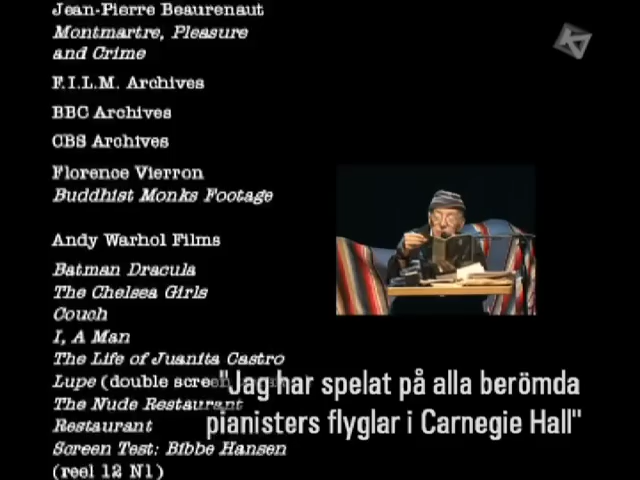 Jean-Pierre Beaurenaut
Montmartre, Pleasure
and Crime
F.I.L.M. Archives
BBC Archives
CBS Archives
Florence Vierron
Buddhist Monks Footage
Andy Warhol Films
Batman Dracula
The Chelsea Girls
Couch
I, A Man
The Life of Juanita Castro
Lupe (double screen
The Nude Restaurant
Restaurant
Screen Test: Bibbe Hansen
(reel 12 N1)
"Jag har spelat på alla berömda
pianisters flyglar i Carnegie Hall"